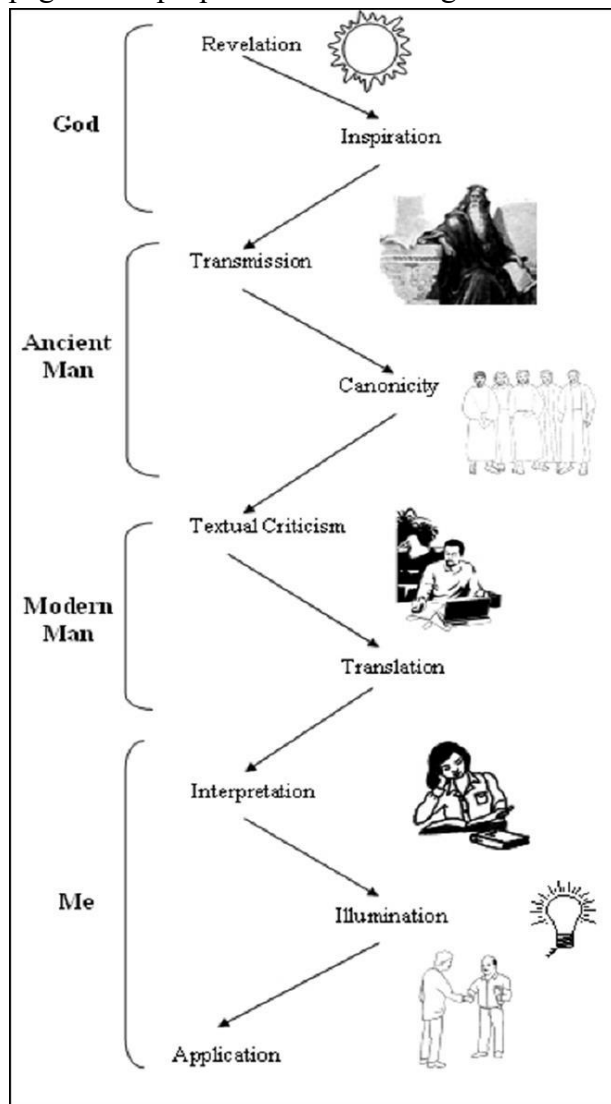 Revelation
God
Inspiration
Transmission
Ancient
Man
Canonicity
Textual Criticism
Modern
Man
Translation
Interpretation
Me
Illumination
Application